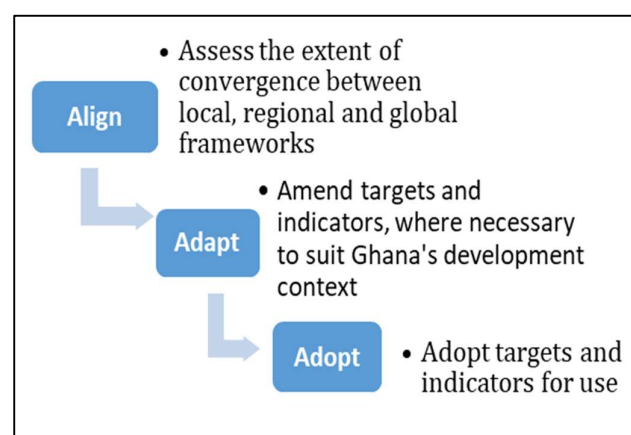 Align
• Assess the extent of
convergence between
local, regional and global
frameworks
Adapt
• Amend targets and
indicators, where necessary
to suit Ghana's development
context
Adopt
• Adopt targets and
indicators for use